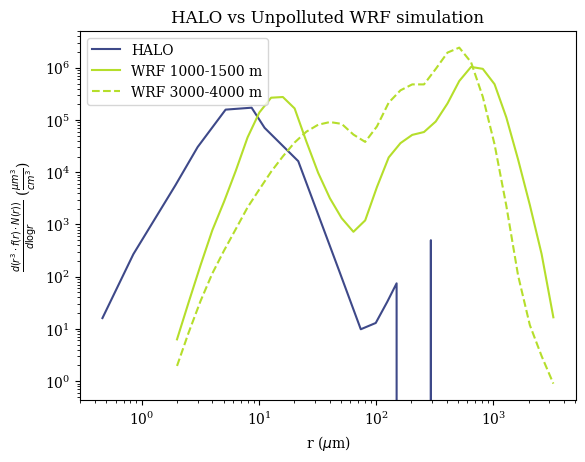 HALO vs Unpolluted WRF simulation
HALO
WRF 1000-1500 m
WRF 3000-4000 m
d(r³ · f(r) · N(r)) / dlogr (μm³ / cm³)
10⁶
10⁵
10⁴
10³
10²
10¹
10⁰
10⁰ 10¹ 10² 10³
r (μm)